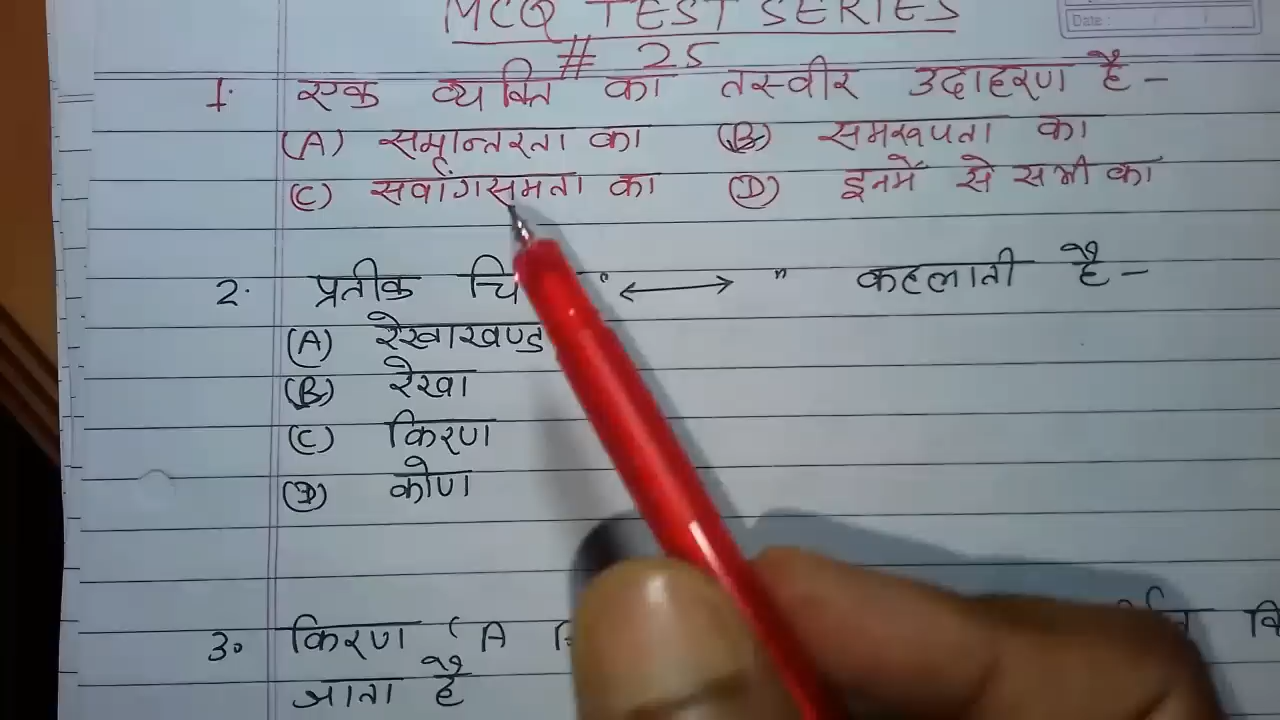 MCQ TEST SERIES
Date :
# 25
1. एक व्यक्ति का तस्वीर उदाहरण है -
(A) समान्तरता का (B) समरूपता का
(C) सर्वांगसमता का (D) इनमें से सभी का
2. प्रतीक " ⟷ " कहलाती है -
(A) रेखाखण्ड
(B) रेखा
(C) किरण
(D) कोण
3. किरण ( A
जाता है